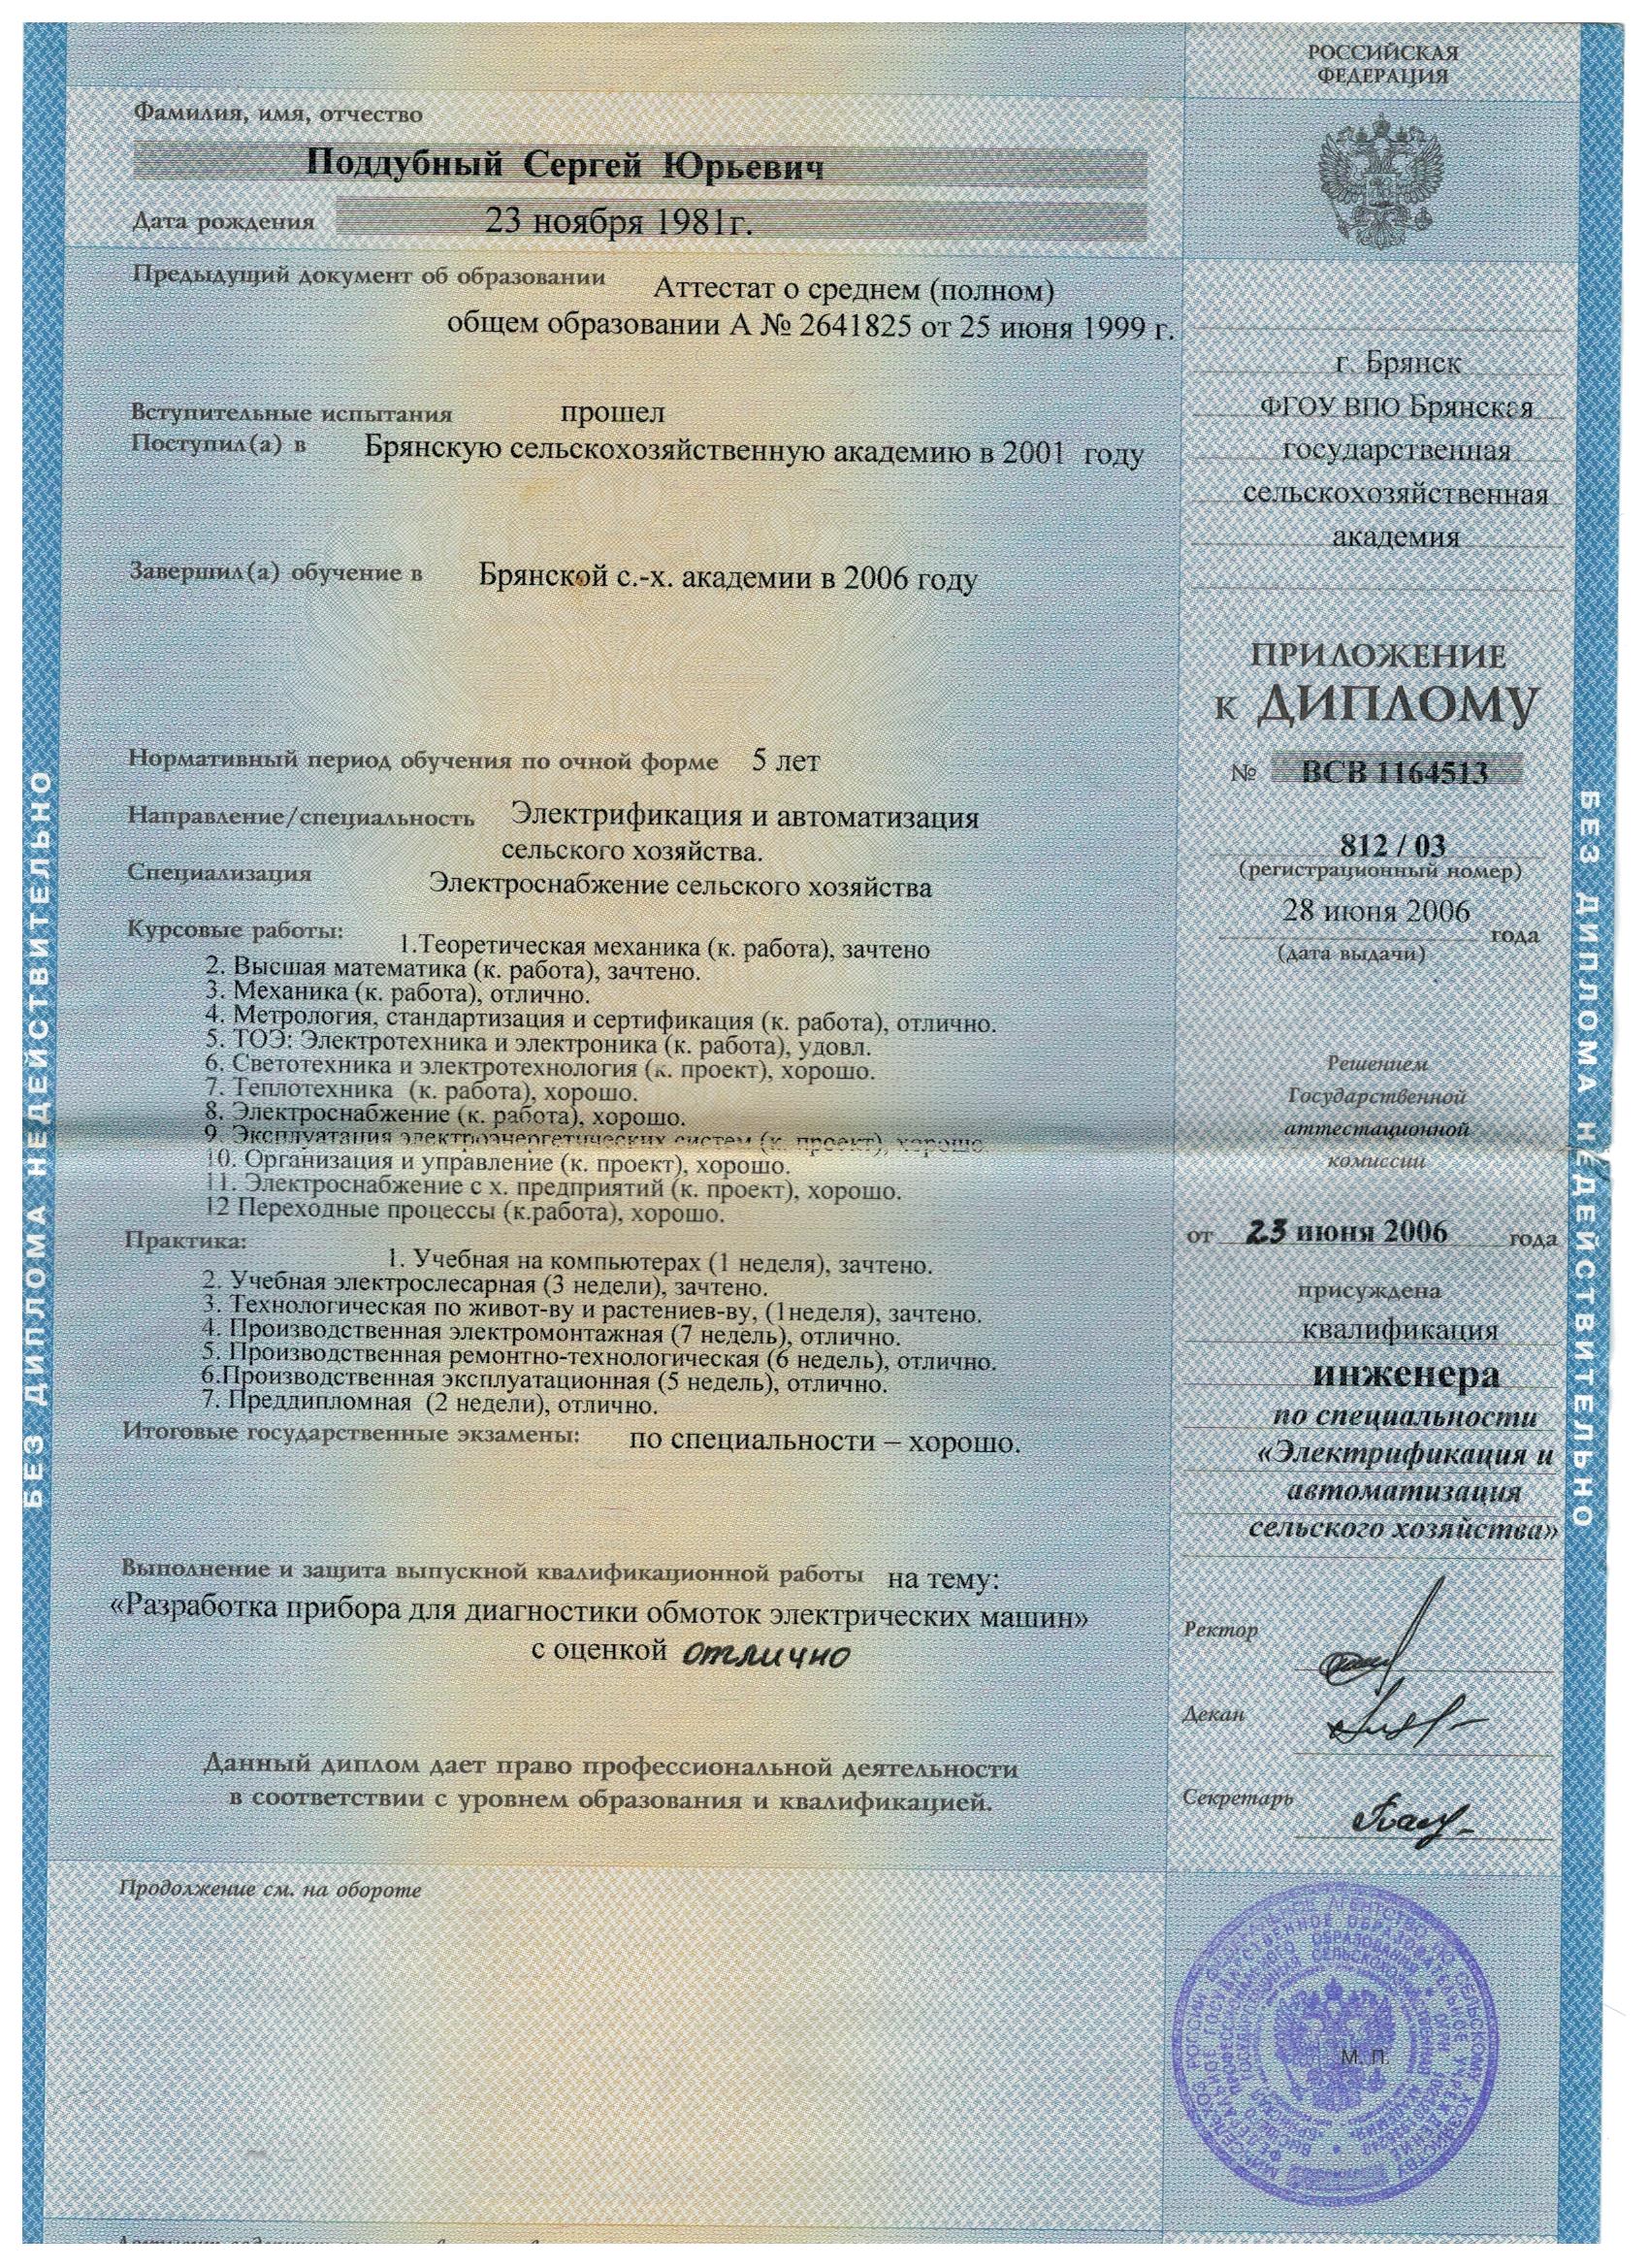 РОССИЙСКАЯ
ФЕДЕРАЦИЯ
Фамилия, имя, отчество
Поддубный Сергей Юрьевич
Дата рождения 23 ноября 1981г.
Предыдущий документ об образовании Аттестат о среднем (полном)
общем образовании А № 2641825 от 25 июня 1999 г.
Вступительные испытания прошел
Поступил(а) в Брянскую сельскохозяйственную академию в 2001 году
Завершил(а) обучение в Брянской с.-х. академии в 2006 году
Нормативный период обучения по очной форме 5 лет
Направление/специальность Электрификация и автоматизация
сельского хозяйства.
Специализация Электроснабжение сельского хозяйства
Курсовые работы: 1.Теоретическая механика (к. работа), зачтено
2. Высшая математика (к. работа), зачтено.
3. Механика (к. работа), отлично.
4. Метрология, стандартизация и сертификация (к. работа), отлично.
5. ТОЭ: Электротехника и электроника (к. работа), удовл.
6. Светотехника и электротехнология (к. проект), хорошо.
7. Теплотехника (к. работа), хорошо.
8. Электроснабжение (к. работа), хорошо.
9. Эксплуатация электроэнергетических систем (к. проект), хорошо.
10. Организация и управление (к. проект), хорошо.
11. Электроснабжение с х. предприятий (к. проект), хорошо.
12 Переходные процессы (к.работа), хорошо.
Практика: 1. Учебная на компьютерах (1 неделя), зачтено.
2. Учебная электрослесарная (3 недели), зачтено.
3. Технологическая по живот-ву и растениев-ву, (1неделя), зачтено.
4. Производственная электромонтажная (7 недель), отлично.
5. Производственная ремонтно-технологическая (6 недель), отлично.
6.Производственная эксплуатационная (5 недель), отлично.
7. Преддипломная (2 недели), отлично.
Итоговые государственные экзамены: по специальности – хорошо.
Выполнение и защита выпускной квалификационной работы на тему:
«Разработка прибора для диагностики обмоток электрических машин»
с оценкой отлично
Данный диплом дает право профессиональной деятельности
в соответствии с уровнем образования и квалификацией.
Продолжение см. на обороте
г. Брянск
ФГОУ ВПО Брянская
государственная
сельскохозяйственная
академия
ПРИЛОЖЕНИЕ
к ДИПЛОМУ
№ ВСВ 1164513
812 / 03
(регистрационный номер)
28 июня 2006 года
(дата выдачи)
Решением
Государственной
аттестационной
комиссии
от 23 июня 2006 года
присуждена
квалификация
инженера
по специальности
«Электрификация и
автоматизация
сельского хозяйства»
Ректор
Декан
Секретарь
М. П.
БЕЗ ДИПЛОМА НЕДЕЙСТВИТЕЛЬНО
БЕЗ ДИПЛОМА НЕДЕЙСТВИТЕЛЬНО